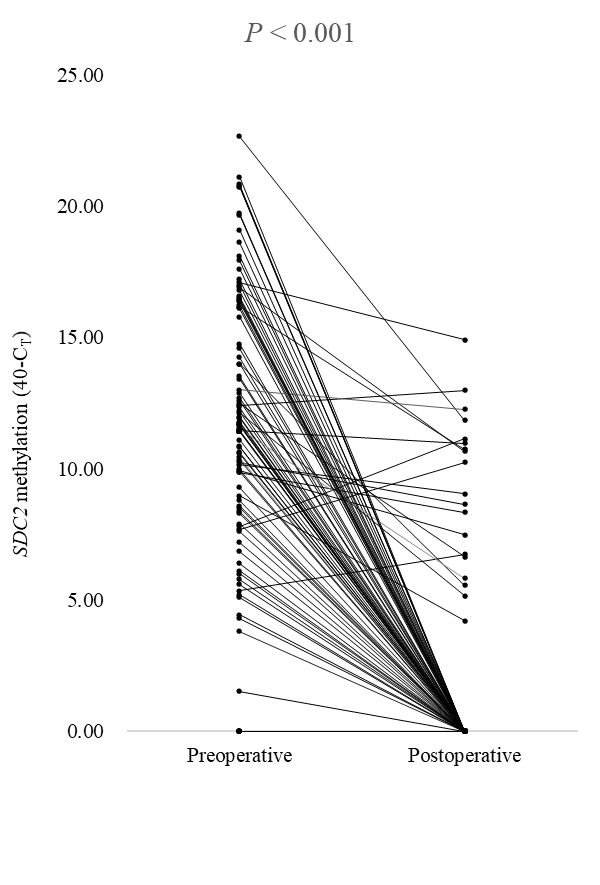 P < 0.001
25.00
20.00
15.00
10.00
5.00
0.00
SDC2 methylation (40-CT)
Preoperative Postoperative